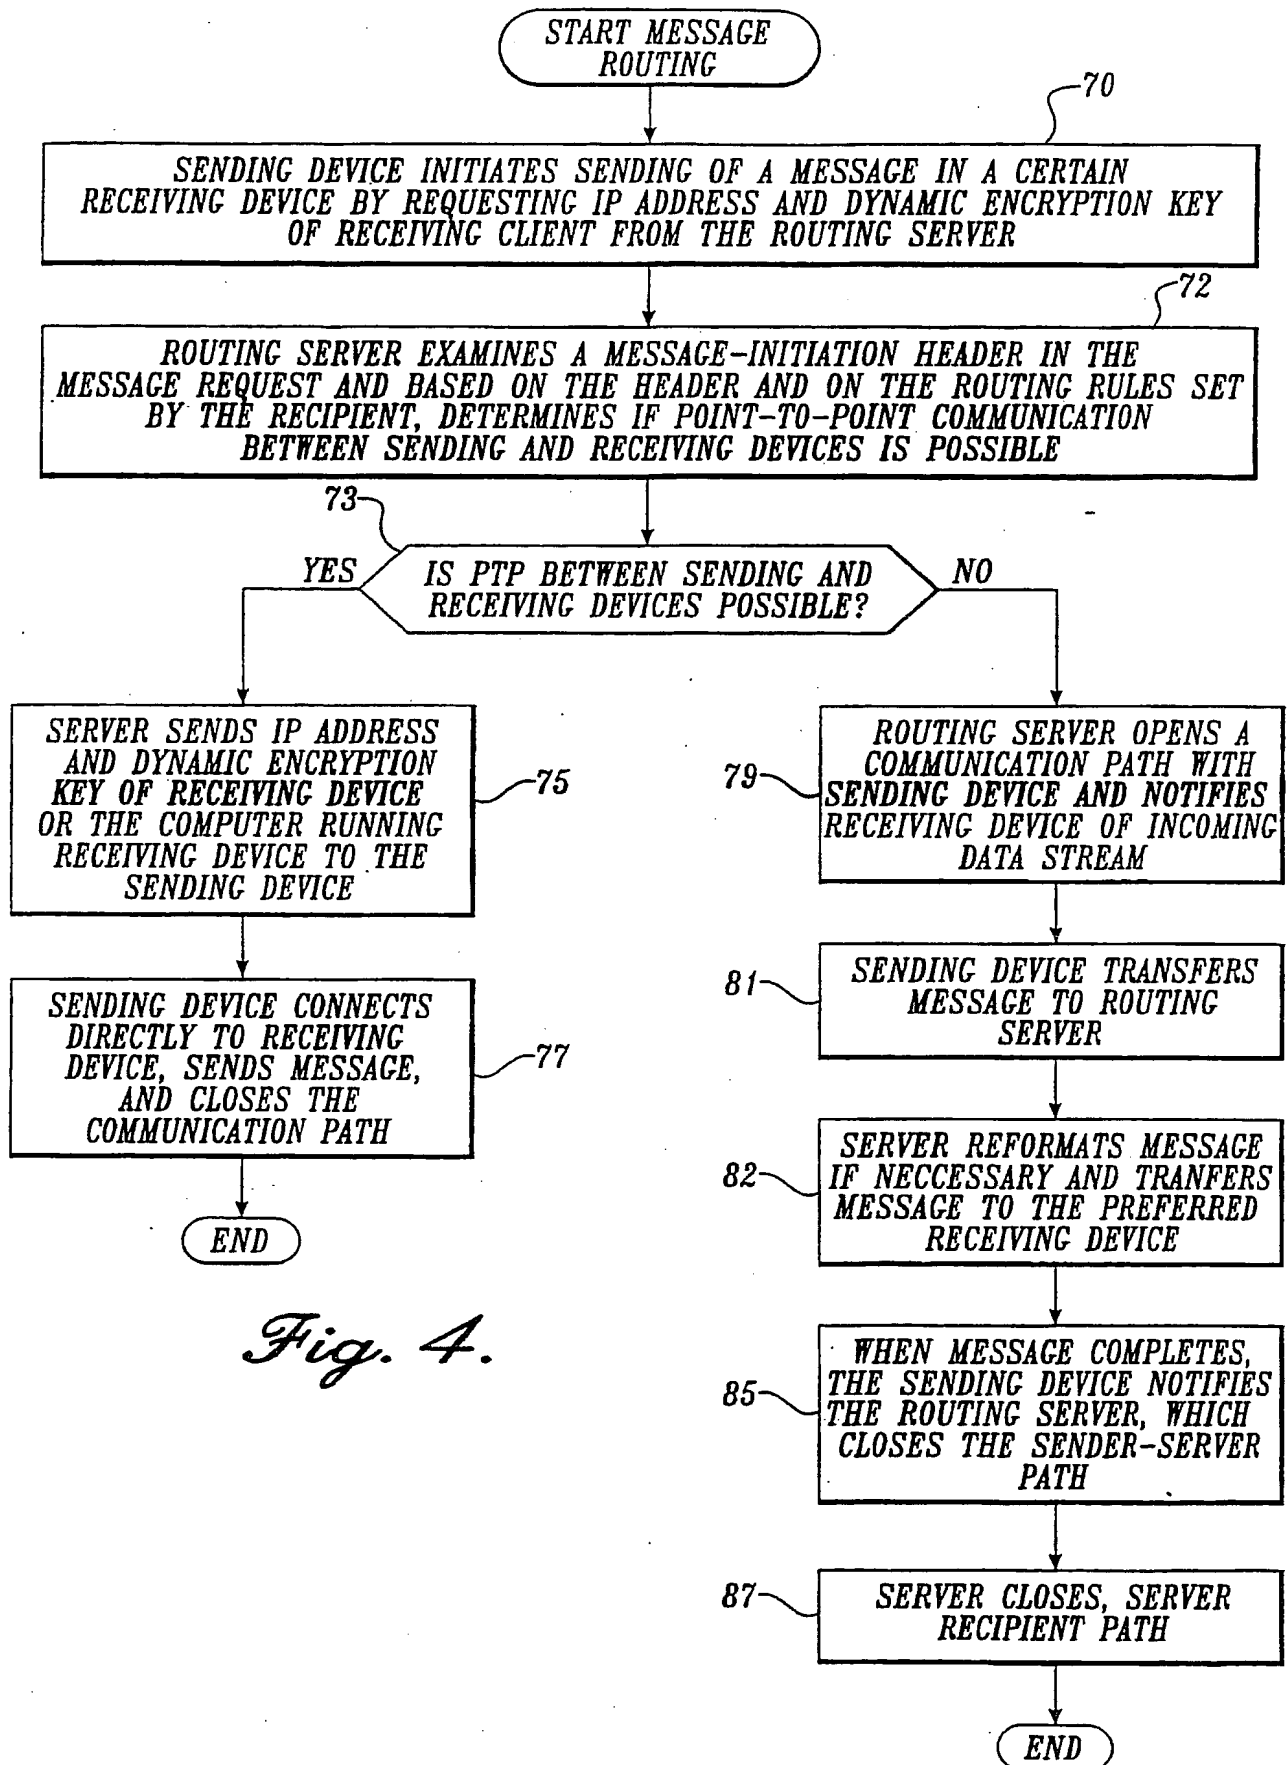 START MESSAGE
ROUTING
70
SENDING DEVICE INITIATES SENDING OF A MESSAGE IN A CERTAIN
RECEIVING DEVICE BY REQUESTING IP ADDRESS AND DYNAMIC ENCRYPTION KEY
OF RECEIVING CLIENT FROM THE ROUTING SERVER
72
ROUTING SERVER EXAMINES A MESSAGE-INITIATION HEADER IN THE
MESSAGE REQUEST AND BASED ON THE HEADER AND ON THE ROUTING RULES SET
BY THE RECIPIENT, DETERMINES IF POINT-TO-POINT COMMUNICATION
BETWEEN SENDING AND RECEIVING DEVICES IS POSSIBLE
73
YES
IS PTP BETWEEN SENDING AND
RECEIVING DEVICES POSSIBLE?
NO
SERVER SENDS IP ADDRESS
AND DYNAMIC ENCRYPTION
KEY OF RECEIVING DEVICE
OR THE COMPUTER RUNNING
RECEIVING DEVICE TO THE
SENDING DEVICE
75
SENDING DEVICE CONNECTS
DIRECTLY TO RECEIVING
DEVICE, SENDS MESSAGE,
AND CLOSES THE
COMMUNICATION PATH
77
END
Fig. 4.
79
ROUTING SERVER OPENS A
COMMUNICATION PATH WITH
SENDING DEVICE AND NOTIFIES
RECEIVING DEVICE OF INCOMING
DATA STREAM
81
SENDING DEVICE TRANSFERS
MESSAGE TO ROUTING
SERVER
82
SERVER REFORMATS MESSAGE
IF NECCESSARY AND TRANFERS
MESSAGE TO THE PREFERRED
RECEIVING DEVICE
85
WHEN MESSAGE COMPLETES,
THE SENDING DEVICE NOTIFIES
THE ROUTING SERVER, WHICH
CLOSES THE SENDER-SERVER
PATH
87
SERVER CLOSES, SERVER
RECIPIENT PATH
END